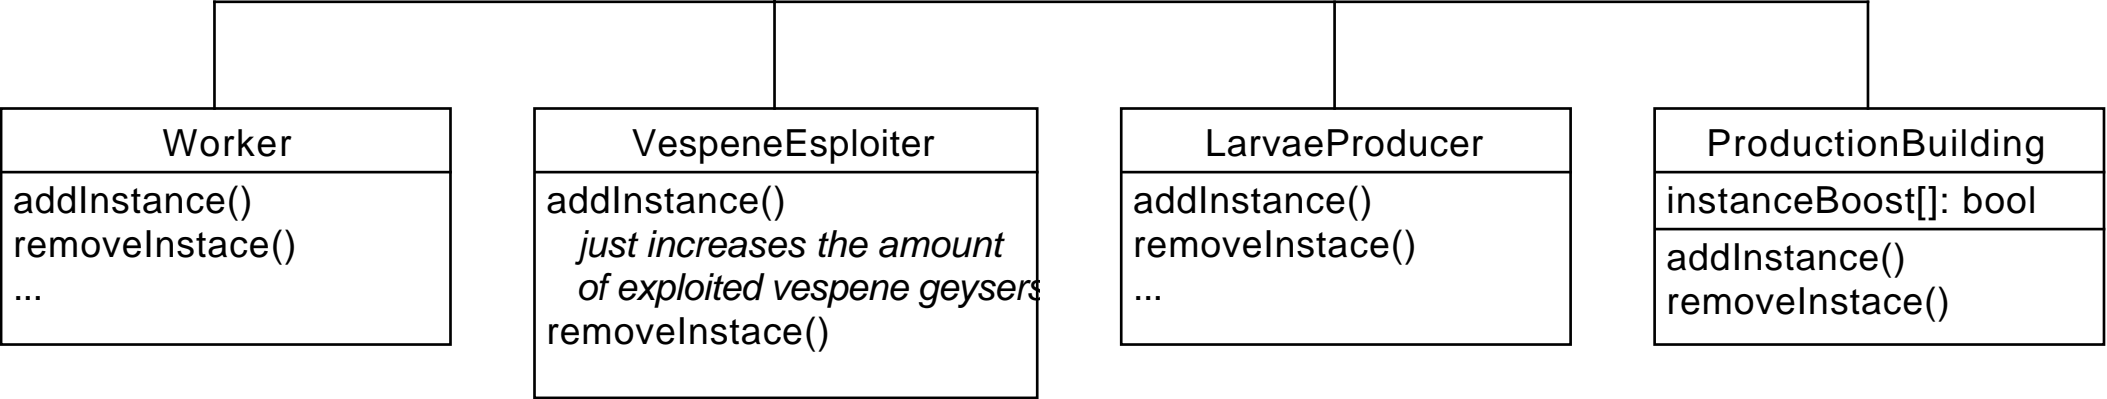 Worker
addInstance()
removeInstace()
...
VespeneEsploiter
addInstance()
just increases the amount
of exploited vespene geysers
removeInstace()
LarvaeProducer
addInstance()
removeInstace()
...
ProductionBuilding
instanceBoost[]: bool
addInstance()
removeInstace()